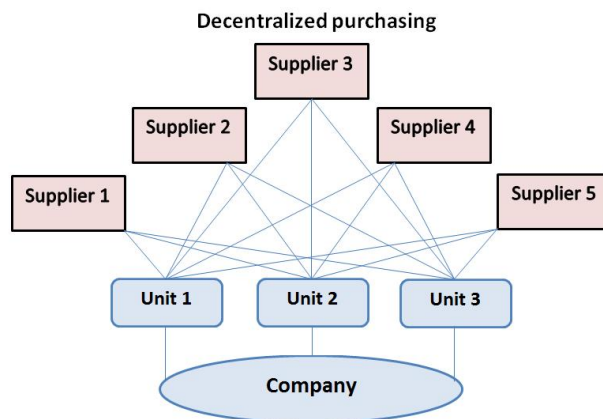 Decentralized purchasing
Supplier 3
Supplier 2
Supplier 4
Supplier 1
Supplier 5
Unit 1
Unit 2
Unit 3
Company